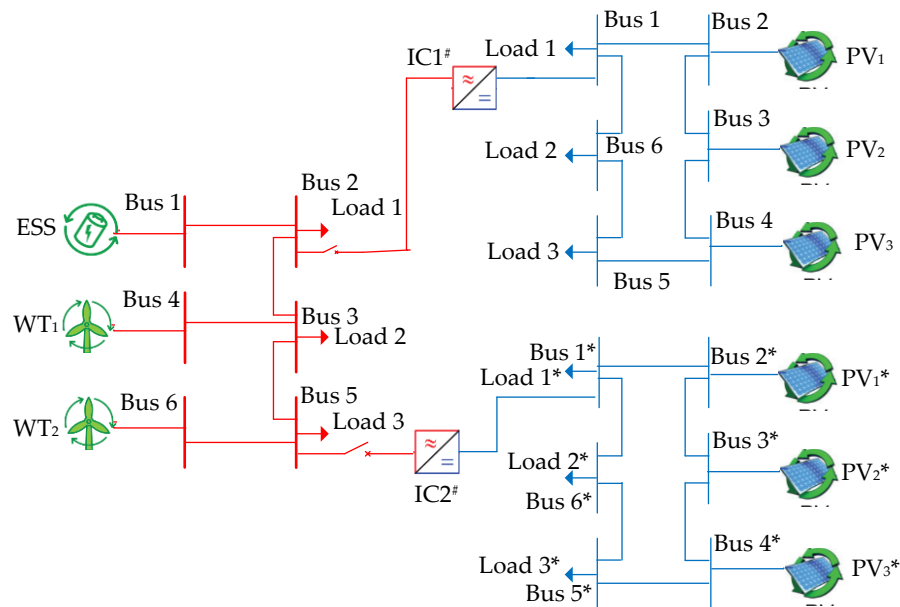 Bus 1
Bus 2
IC1#
Load 1
PV1
Bus 3
Load 2
Bus 6
PV2
Bus 2
Bus 1
Load 1
ESS
Load 3
Bus 4
PV3
Bus 5
Bus 4
WT1
Bus 3
Load 2
Bus 1*
Bus 2*
Load 1*
PV1*
Bus 6
Bus 5
WT2
Load 3
Bus 3*
Load 2*
PV2*
IC2#
Bus 6*
Bus 4*
Load 3*
PV3*
Bus 5*